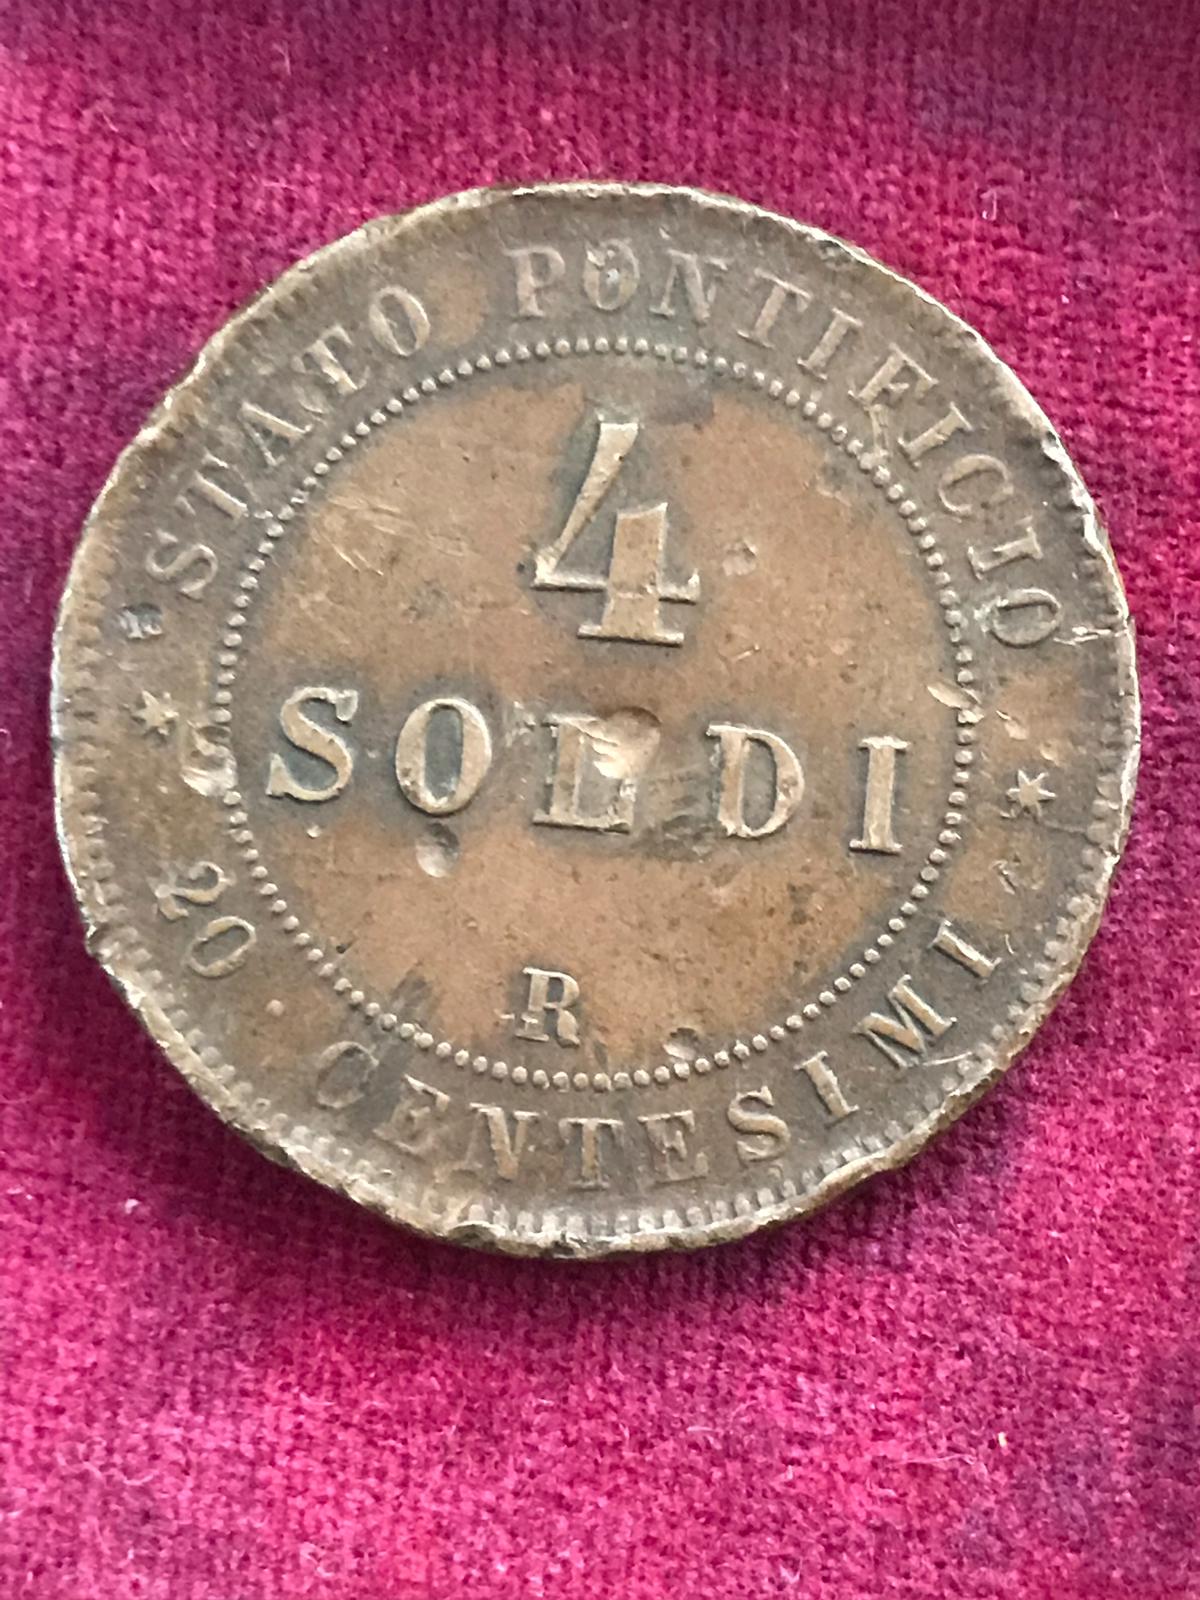 STATO PONTIFICIO
4
SOLDI
R
20 CENTESIMI